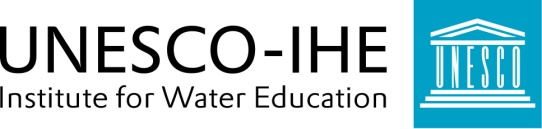 UNESCO-IHE
Institute for Water Education
UNESCO